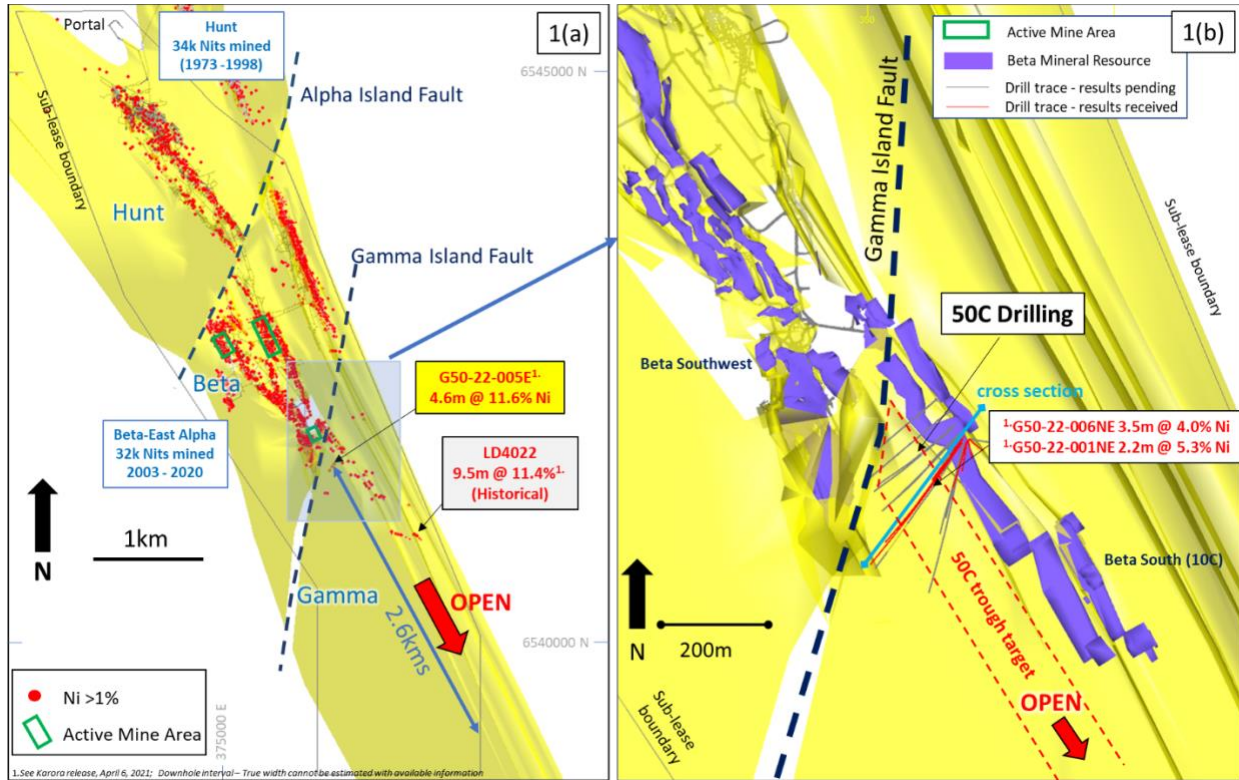 1(a)
Portal
Hunt
34k Nits mined
(1973 -1998)
Alpha Island Fault
6545000 N
Sub-lease boundary
Hunt
Gamma Island Fault
G50-22-005E1.
4.6m @ 11.6% Ni
Beta
Beta-East Alpha
32k Nits mined
2003 - 2020
LD4022
9.5m @ 11.4%1.
(Historical)
1km
N
Gamma
OPEN
2.6kms
6540000 N
375000 E
Ni >1%
Active Mine Area
1.See Karora release, April 6, 2021; Downhole interval – True width cannot be estimated with available information
1(b)
Active Mine Area
Beta Mineral Resource
Drill trace - results pending
Drill trace - results received
Gamma Island Fault
Sub-lease boundary
50C Drilling
Beta Southwest
cross section
1.G50-22-006NE 3.5m @ 4.0% Ni
1.G50-22-001NE 2.2m @ 5.3% Ni
Beta South (10C)
50C trough target
N
200m
OPEN
Sub-lease
boundary